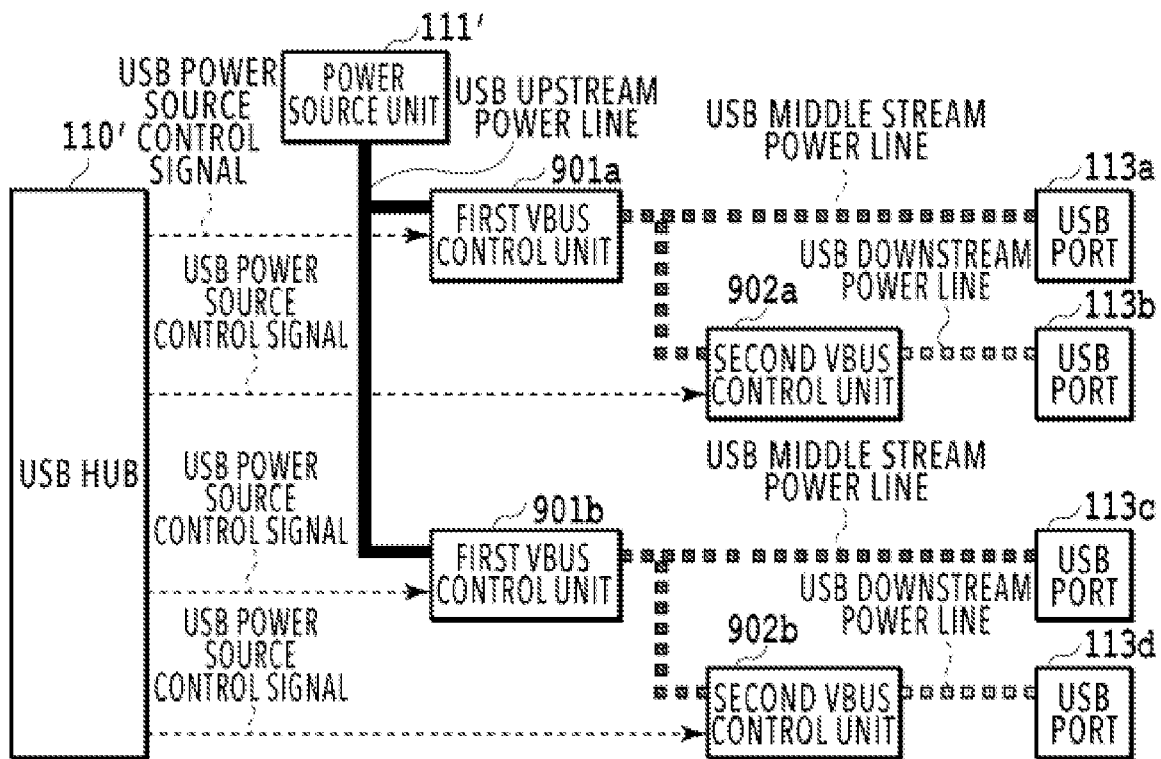 111'
POWER
SOURCE UNIT
USB POWER
SOURCE
CONTROL
SIGNAL
110'
USB UPSTREAM
POWER LINE
USB MIDDLE STREAM
POWER LINE
901a
FIRST VBUS
CONTROL UNIT
113a
USB
PORT
USB POWER
SOURCE
CONTROL SIGNAL
USB DOWNSTREAM
POWER LINE
902a
SECOND VBUS
CONTROL UNIT
113b
USB
PORT
USB HUB
USB POWER
SOURCE
CONTROL SIGNAL
USB MIDDLE STREAM
POWER LINE
901b
FIRST VBUS
CONTROL UNIT
113c
USB
PORT
USB POWER
SOURCE
CONTROL SIGNAL
USB DOWNSTREAM
POWER LINE
902b
SECOND VBUS
CONTROL UNIT
113d
USB
PORT